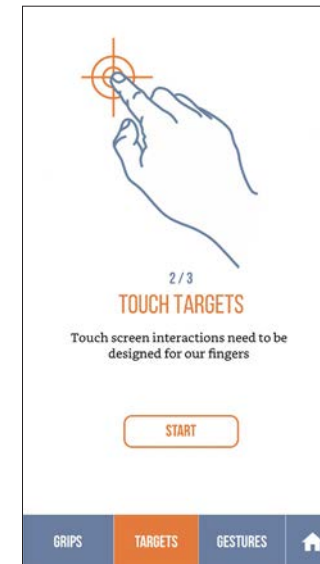 2/3
TOUCH TARGETS
Touch screen interactions need to be
designed for our fingers
START
GRIPS TARGETS GESTURES